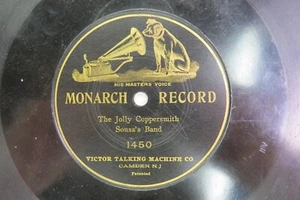 HIS MASTERS VOICE
MONARCH RECORD
The Jolly Coppersmith
Sousa's Band
1450
VICTOR TALKING MACHINE CO
CAMDEN N J
Patented